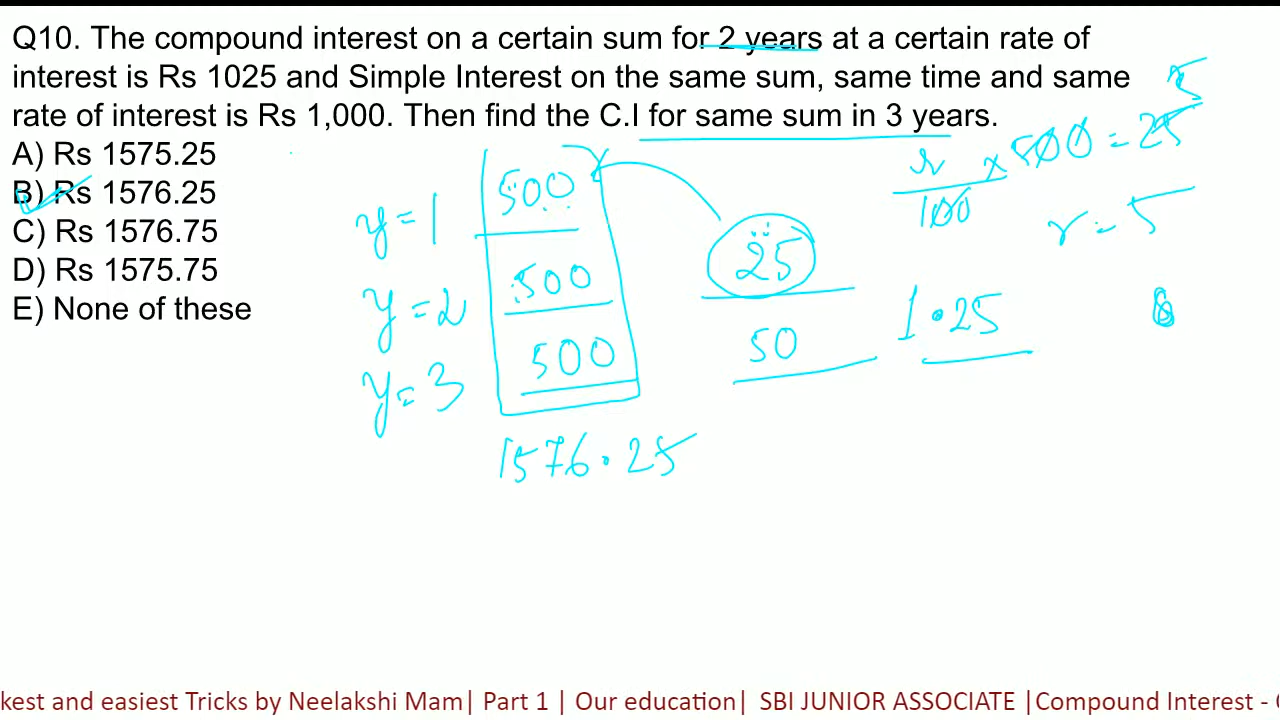 Q10. The compound interest on a certain sum for 2 years at a certain rate of
interest is Rs 1025 and Simple Interest on the same sum, same time and same
rate of interest is Rs 1,000. Then find the C.I for same sum in 3 years.
A) Rs 1575.25
B) Rs 1576.25
C) Rs 1576.75
D) Rs 1575.75
E) None of these
5
r/100 × 500 = 25
r = 5
y = 1 500
y = 2 500 25
y = 3 500 50 1.25
1576.25
kest and easiest Tricks by Neelakshi Mam| Part 1 | Our education| SBI JUNIOR ASSOCIATE |Compound Interest -